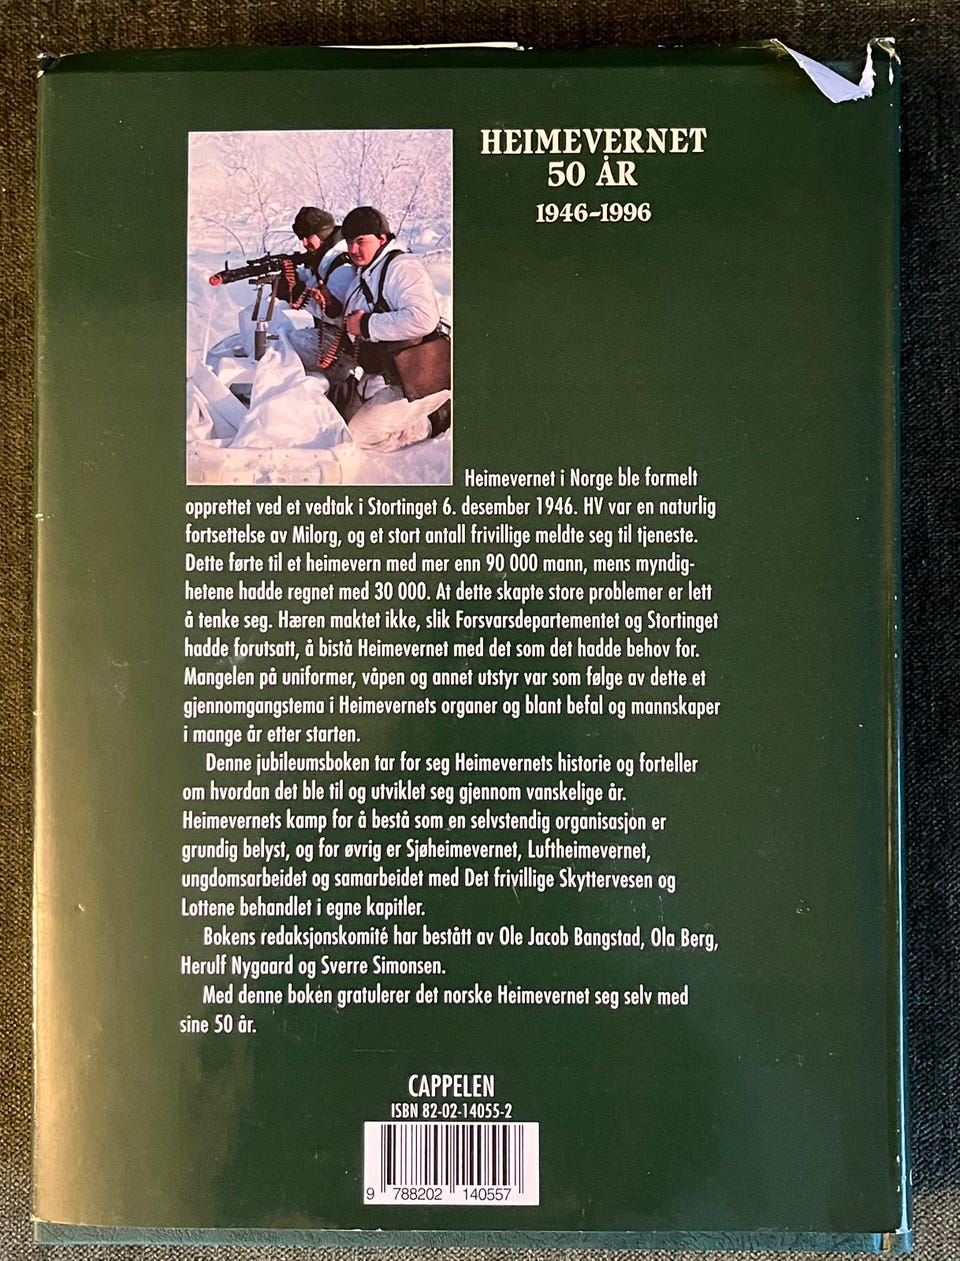 HEIMEVERNET
50 ÅR
1946-1996
Heimevernet i Norge ble formelt
opprettet ved et vedtak i Stortinget 6. desember 1946. HV var en naturlig
fortsettelse av Milorg, og et stort antall frivillige meldte seg til tjeneste.
Dette førte til et heimevern med mer enn 90 000 mann, mens myndig-
hetene hadde regnet med 30 000. At dette skapte store problemer er lett
å tenke seg. Hæren maktet ikke, slik Forsvarsdepartementet og Stortinget
hadde forutsatt, å bistå Heimevernet med det som det hadde behov for.
Mangelen på uniformer, våpen og annet utstyr var som følge av dette et
gjennomgangstema i Heimevernets organer og blant befal og mannskaper
i mange år etter starten.
Denne jubileumsboken tar for seg Heimevernets historie og forteller
om hvordan det ble til og utviklet seg gjennom vanskelige år.
Heimevernets kamp for å bestå som en selvstendig organisasjon er
grundig belyst, og for øvrig er Sjøheimevernet, Luftheimevernet,
ungdomsarbeidet og samarbeidet med Det frivillige Skyttervesen og
Lottene behandlet i egne kapitler.
Bokens redaksjonskomité har bestått av Ole Jacob Bangstad, Ola Berg,
Herulf Nygaard og Sverre Simonsen.
Med denne boken gratulerer det norske Heimevernet seg selv med
sine 50 år.
CAPPELEN
ISBN 82-02-14055-2
9 788202 140557